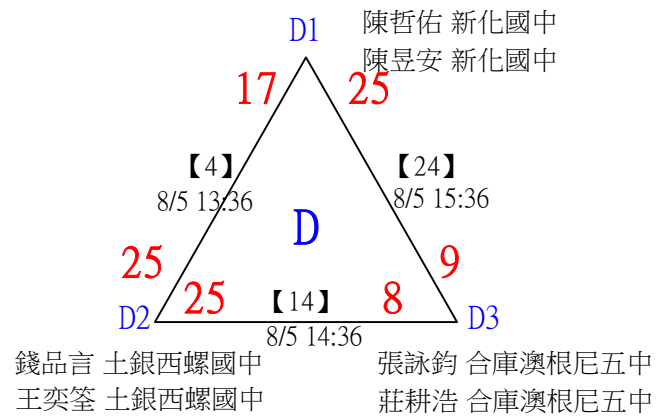 D1
陳哲佑 新化國中
陳昱安 新化國中
17
25
【4】
8/5 13:36
【24】
8/5 15:36
D
25
9
25
【14】
8
D2
8/5 14:36
D3
錢品言 土銀西螺國中
王奕筌 土銀西螺國中
張詠鈞 合庫澳根尼五中
莊耕浩 合庫澳根尼五中